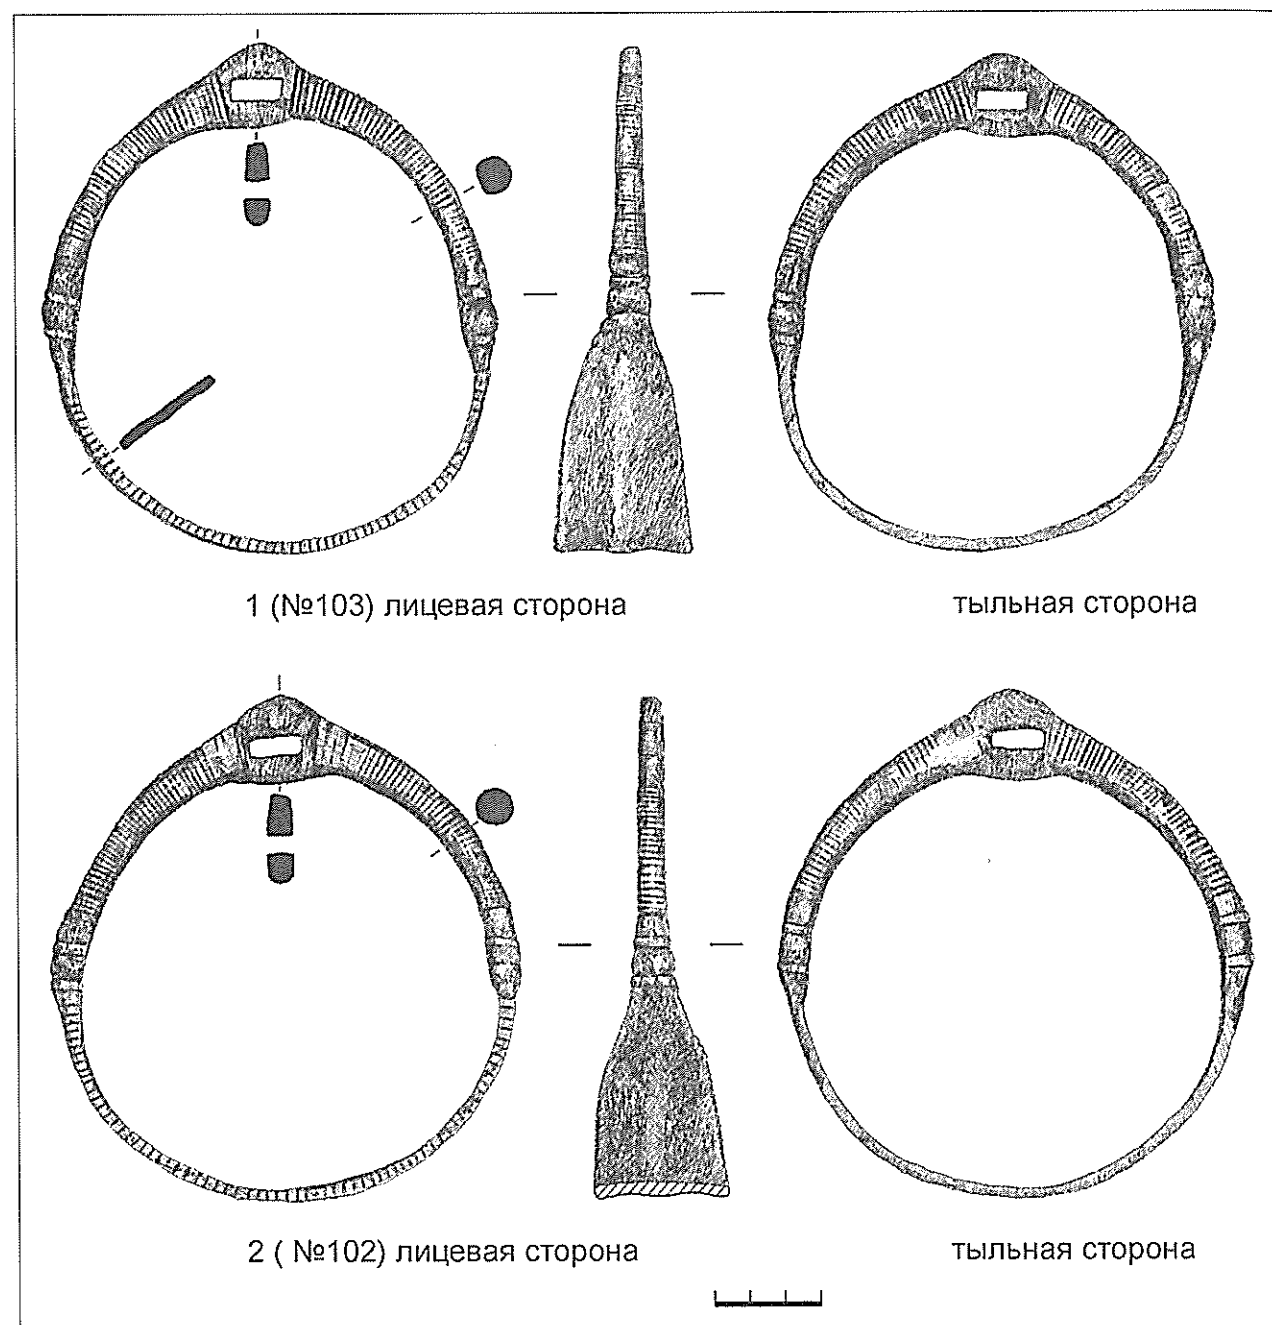 1 (№103) лицевая сторона
тыльная сторона
2 ( №102) лицевая сторона
тыльная сторона